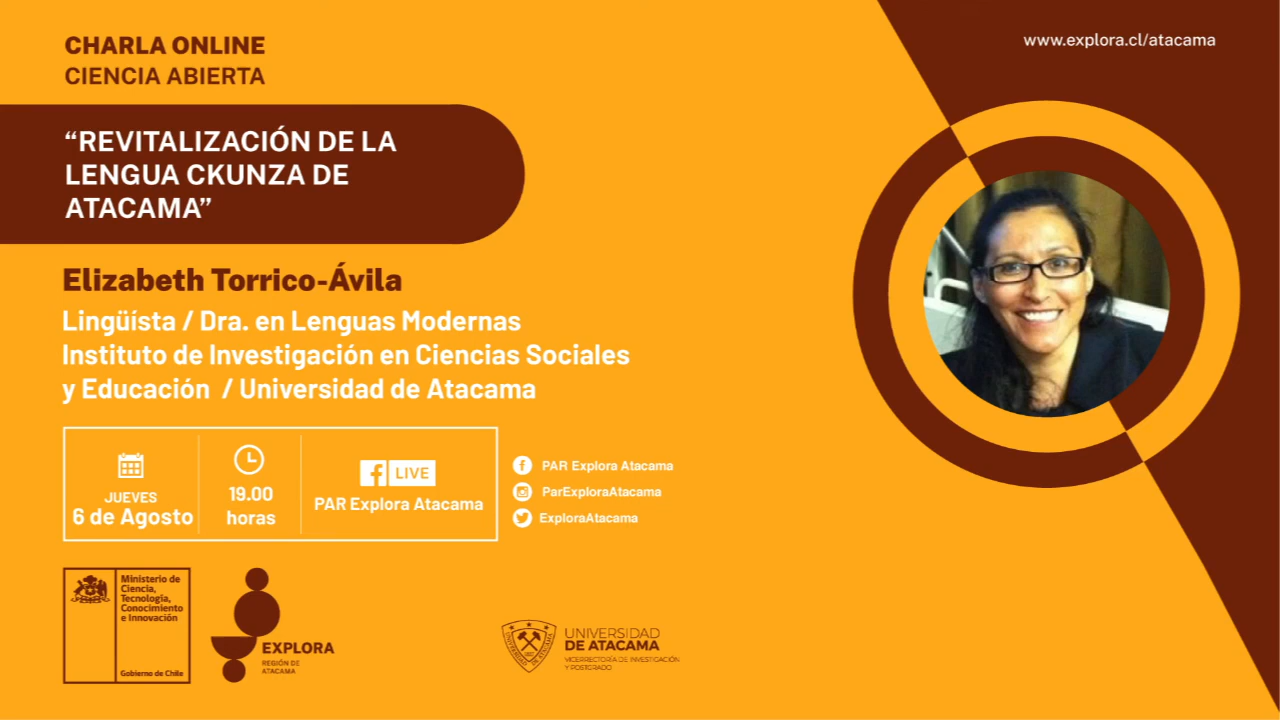 CHARLA ONLINE
CIENCIA ABIERTA
www.explora.cl/atacama
“REVITALIZACIÓN DE LA
LENGUA CKUNZA DE
ATACAMA”
Elizabeth Torrico-Ávila
Lingüísta / Dra. en Lenguas Modernas
Instituto de Investigación en Ciencias Sociales
y Educación / Universidad de Atacama
JUEVES
6 de Agosto
19.00
horas
f LIVE
PAR Explora Atacama
PAR Explora Atacama
ParExploraAtacama
ExploraAtacama
Ministerio de
Ciencia,
Tecnología,
Conocimiento
e Innovación
Gobierno de Chile
EXPLORA
REGIÓN DE
ATACAMA
UNIVERSIDAD
DE ATACAMA
VICERRECTORÍA DE INVESTIGACIÓN
Y POSTGRADO